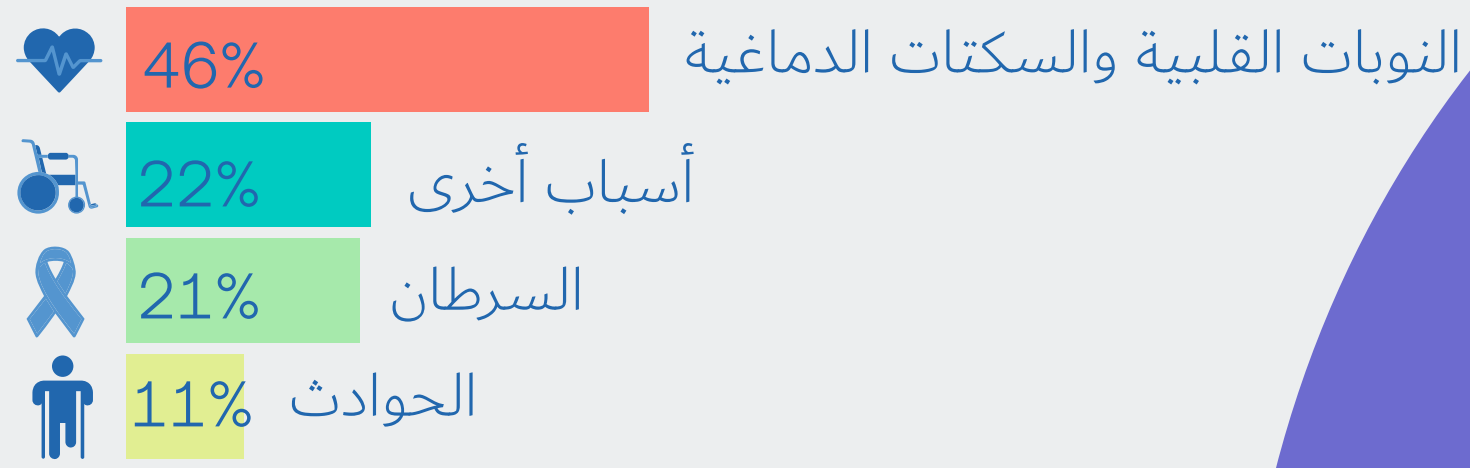 46% النوبات القلبية والسكتات الدماغية
22% أسباب أخرى
21% السرطان
11% الحوادث